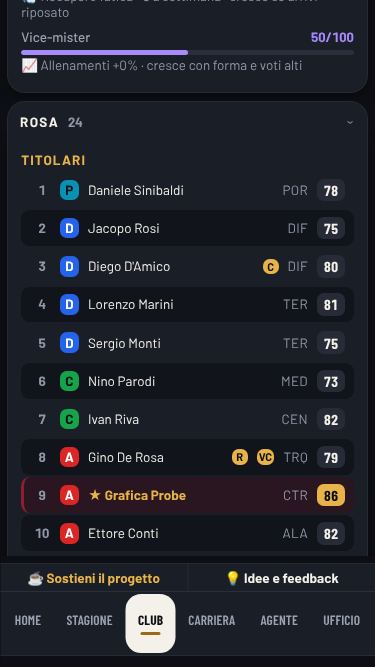 riposato
Vice-mister 50/100
📈 Allenamenti +0% · cresce con forma e voti alti
ROSA 24
TITOLARI
1 P Daniele Sinibaldi POR 78
2 D Jacopo Rosi DIF 75
3 D Diego D'Amico C DIF 80
4 D Lorenzo Marini TER 81
5 D Sergio Monti TER 75
6 C Nino Parodi MED 73
7 C Ivan Riva CEN 82
8 A Gino De Rosa R VC TRQ 79
9 A ★ Grafica Probe CTR 86
10 A Ettore Conti ALA 82
☕ Sostieni il progetto 💡 Idee e feedback
HOME STAGIONE CLUB CARRIERA AGENTE UFFICIO